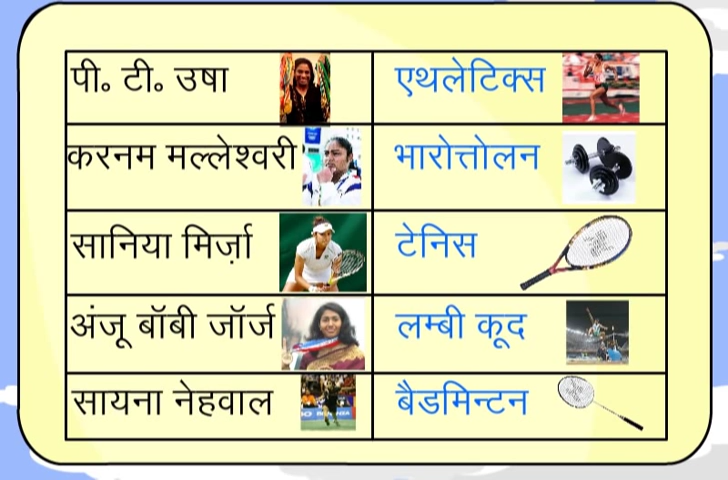 पी॰ टी॰ उषा एथलेटिक्स
करनम मल्लेश्वरी भारोत्तोलन
सानिया मिर्ज़ा टेनिस
अंजू बॉबी जॉर्ज लम्बी कूद
सायना नेहवाल बैडमिन्टन